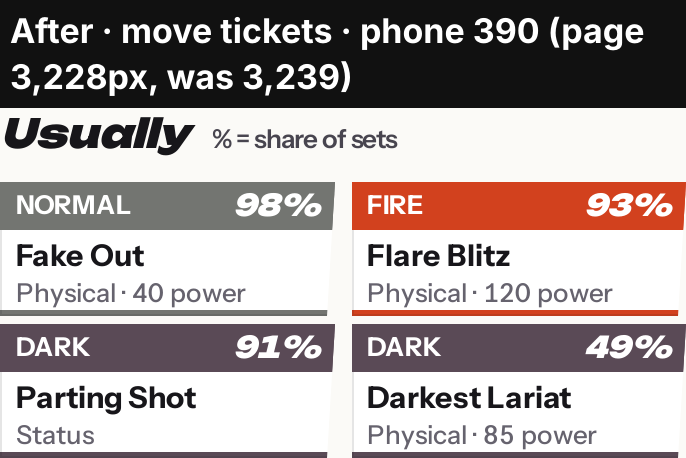 After · move tickets · phone 390 (page
3,228px, was 3,239)
Usually % = share of sets
NORMAL 98%
Fake Out
Physical · 40 power
FIRE 93%
Flare Blitz
Physical · 120 power
DARK 91%
Parting Shot
Status
DARK 49%
Darkest Lariat
Physical · 85 power